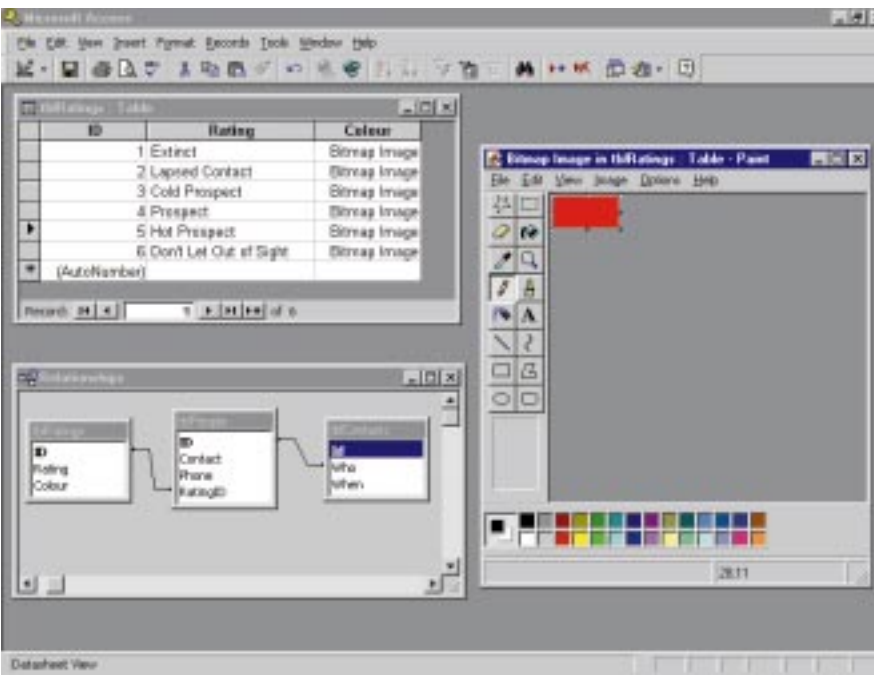 Microsoft Access
File Edit View Insert Format Records Tools Window Help
tblRatings : Table
ID Rating Colour
1 Extinct Bitmap Image
2 Lapsed Contact Bitmap Image
3 Cold Prospect Bitmap Image
4 Prospect Bitmap Image
5 Hot Prospect Bitmap Image
6 Don't Let Out of Sight Bitmap Image
(AutoNumber)
Record: of 6
Relationships
tblRatings
ID
Rating
Colour
tblPeople
ID
Contact
Phone
RatingID
tblContacts
Id
Who
When
Bitmap Image in tblRatings : Table - Paint
File Edit View Image Options Help
A
28,11
Datasheet View